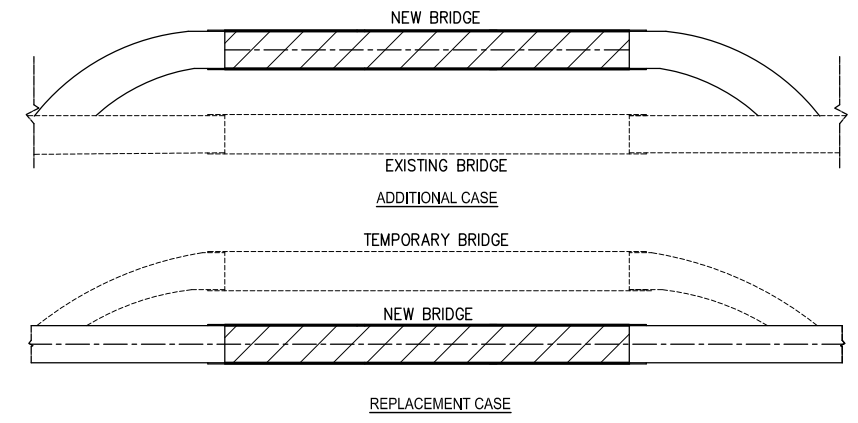 NEW BRIDGE
EXISTING BRIDGE
ADDITIONAL CASE
TEMPORARY BRIDGE
NEW BRIDGE
REPLACEMENT CASE